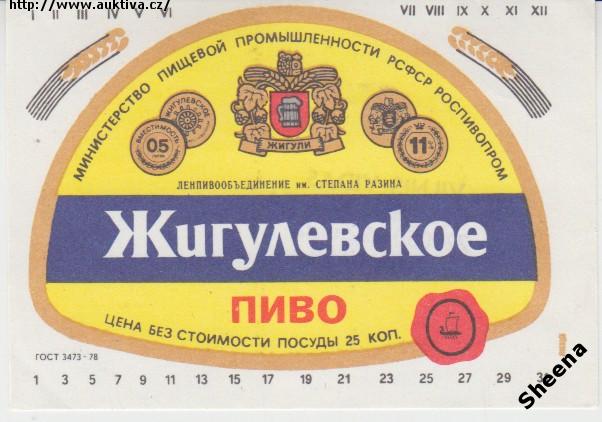 http://www.auktiva.cz/
I II III IV V VI VII VIII IX X XI XII
МИНИСТЕРСТВО ПИЩЕВОЙ ПРОМЫШЛЕННОСТИ РСФСР РОСПИВОПРОМ
ЖИГУЛЕВСКОЕ
ВМЕСТИМОСТЬ
05
11
ЖИГУЛИ
ЛЕНПИВООБЪЕДИНЕНИЕ им. СТЕПАНА РАЗИНА
Жигулевское
ПИВО
ЦЕНА БЕЗ СТОИМОСТИ ПОСУДЫ 25 КОП.
ГОСТ 3473-78
1 3 5 7 9 11 13 15 17 19 21 23 25 27 29
Sheena